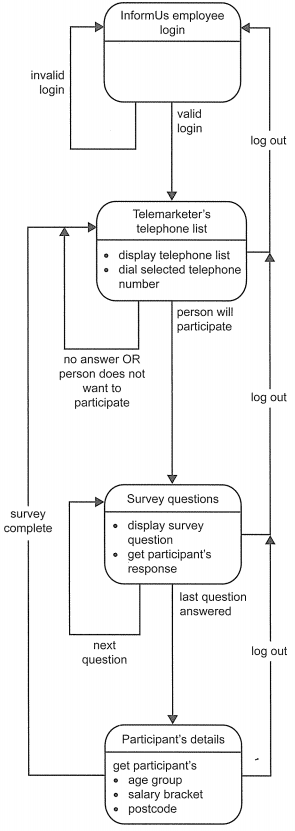 InformUs employee
login
invalid
login
valid
login
log out
Telemarketer's
telephone list
• display telephone list
• dial selected telephone
number
person will
participate
no answer OR
person does not
want to
participate
log out
Survey questions
• display survey
question
• get participant's
response
survey
complete
last question
answered
next
question
log out
Participant's details
get participant's
• age group
• salary bracket
• postcode